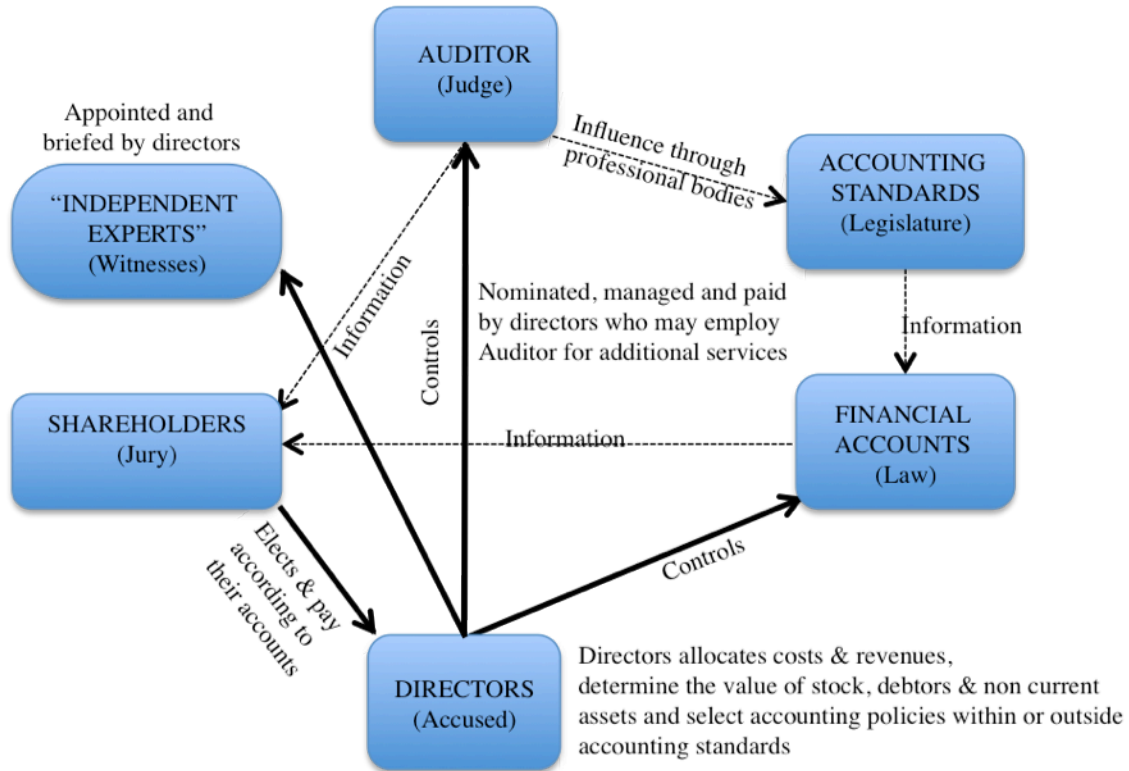 AUDITOR
(Judge)
Appointed and
briefed by directors
Influence through
professional bodies
ACCOUNTING
STANDARDS
(Legislature)
“INDEPENDENT
EXPERTS”
(Witnesses)
Information
Controls
Nominated, managed and paid
by directors who may employ
Auditor for additional services
Information
SHAREHOLDERS
(Jury)
Information
FINANCIAL
ACCOUNTS
(Law)
Elects & pay
according to
their accounts
Controls
DIRECTORS
(Accused)
Directors allocates costs & revenues,
determine the value of stock, debtors & non current
assets and select accounting policies within or outside
accounting standards